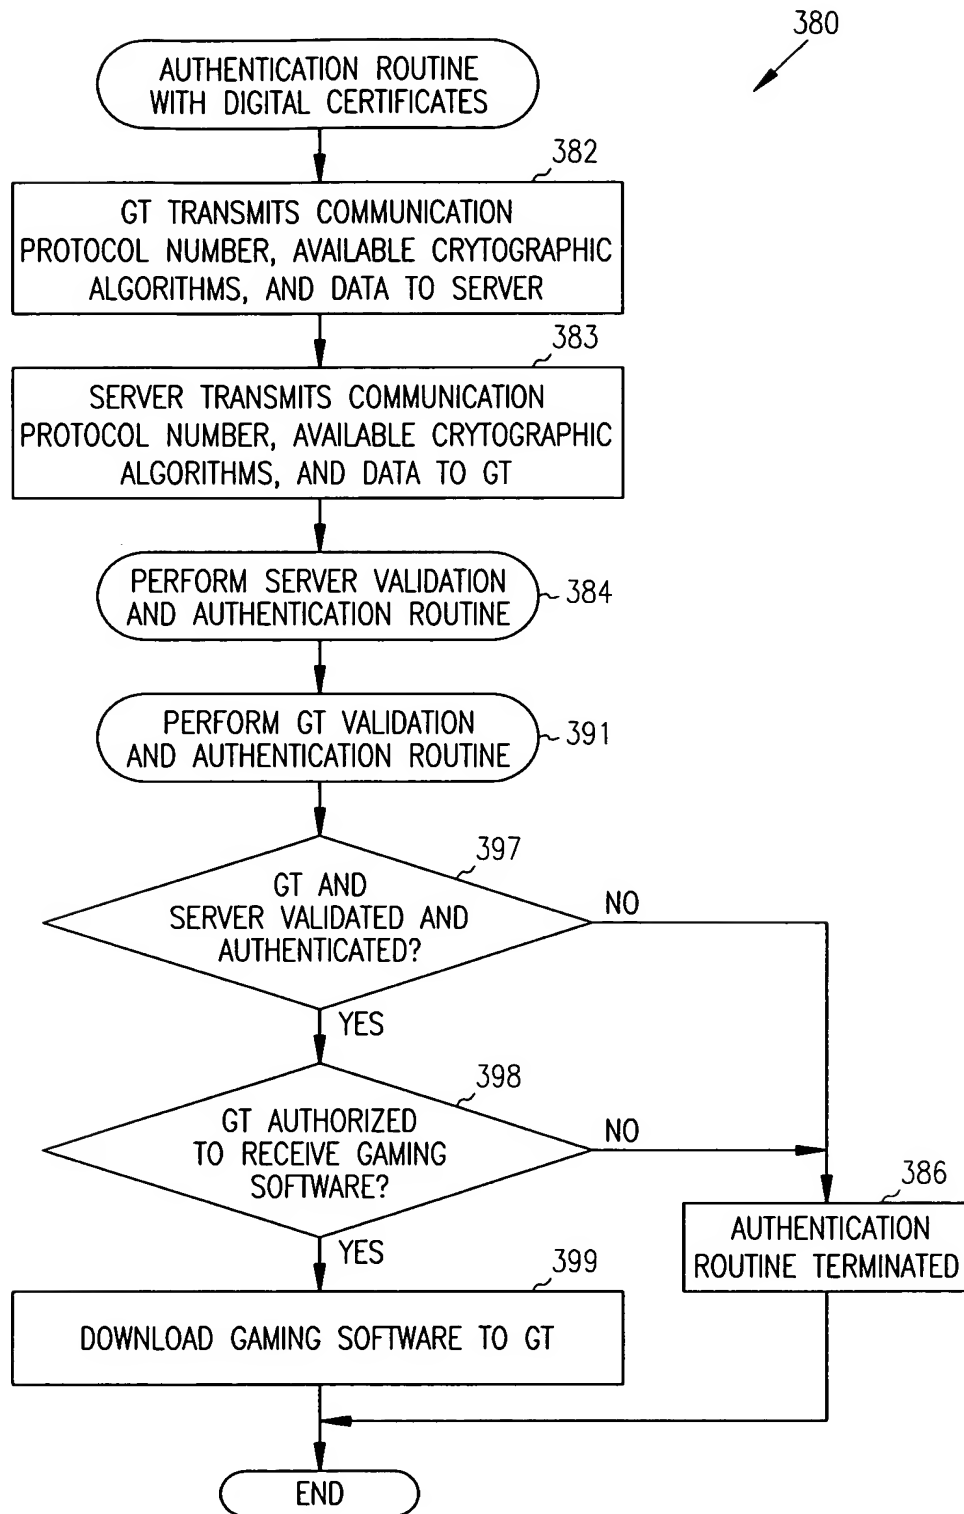 380
AUTHENTICATION ROUTINE
WITH DIGITAL CERTIFICATES
382
GT TRANSMITS COMMUNICATION
PROTOCOL NUMBER, AVAILABLE CRYTOGRAPHIC
ALGORITHMS, AND DATA TO SERVER
383
SERVER TRANSMITS COMMUNICATION
PROTOCOL NUMBER, AVAILABLE CRYTOGRAPHIC
ALGORITHMS, AND DATA TO GT
PERFORM SERVER VALIDATION
AND AUTHENTICATION ROUTINE
384
PERFORM GT VALIDATION
AND AUTHENTICATION ROUTINE
391
397
GT AND
SERVER VALIDATED AND
AUTHENTICATED?
NO
YES
398
GT AUTHORIZED
TO RECEIVE GAMING
SOFTWARE?
NO
YES
386
AUTHENTICATION
ROUTINE TERMINATED
399
DOWNLOAD GAMING SOFTWARE TO GT
END